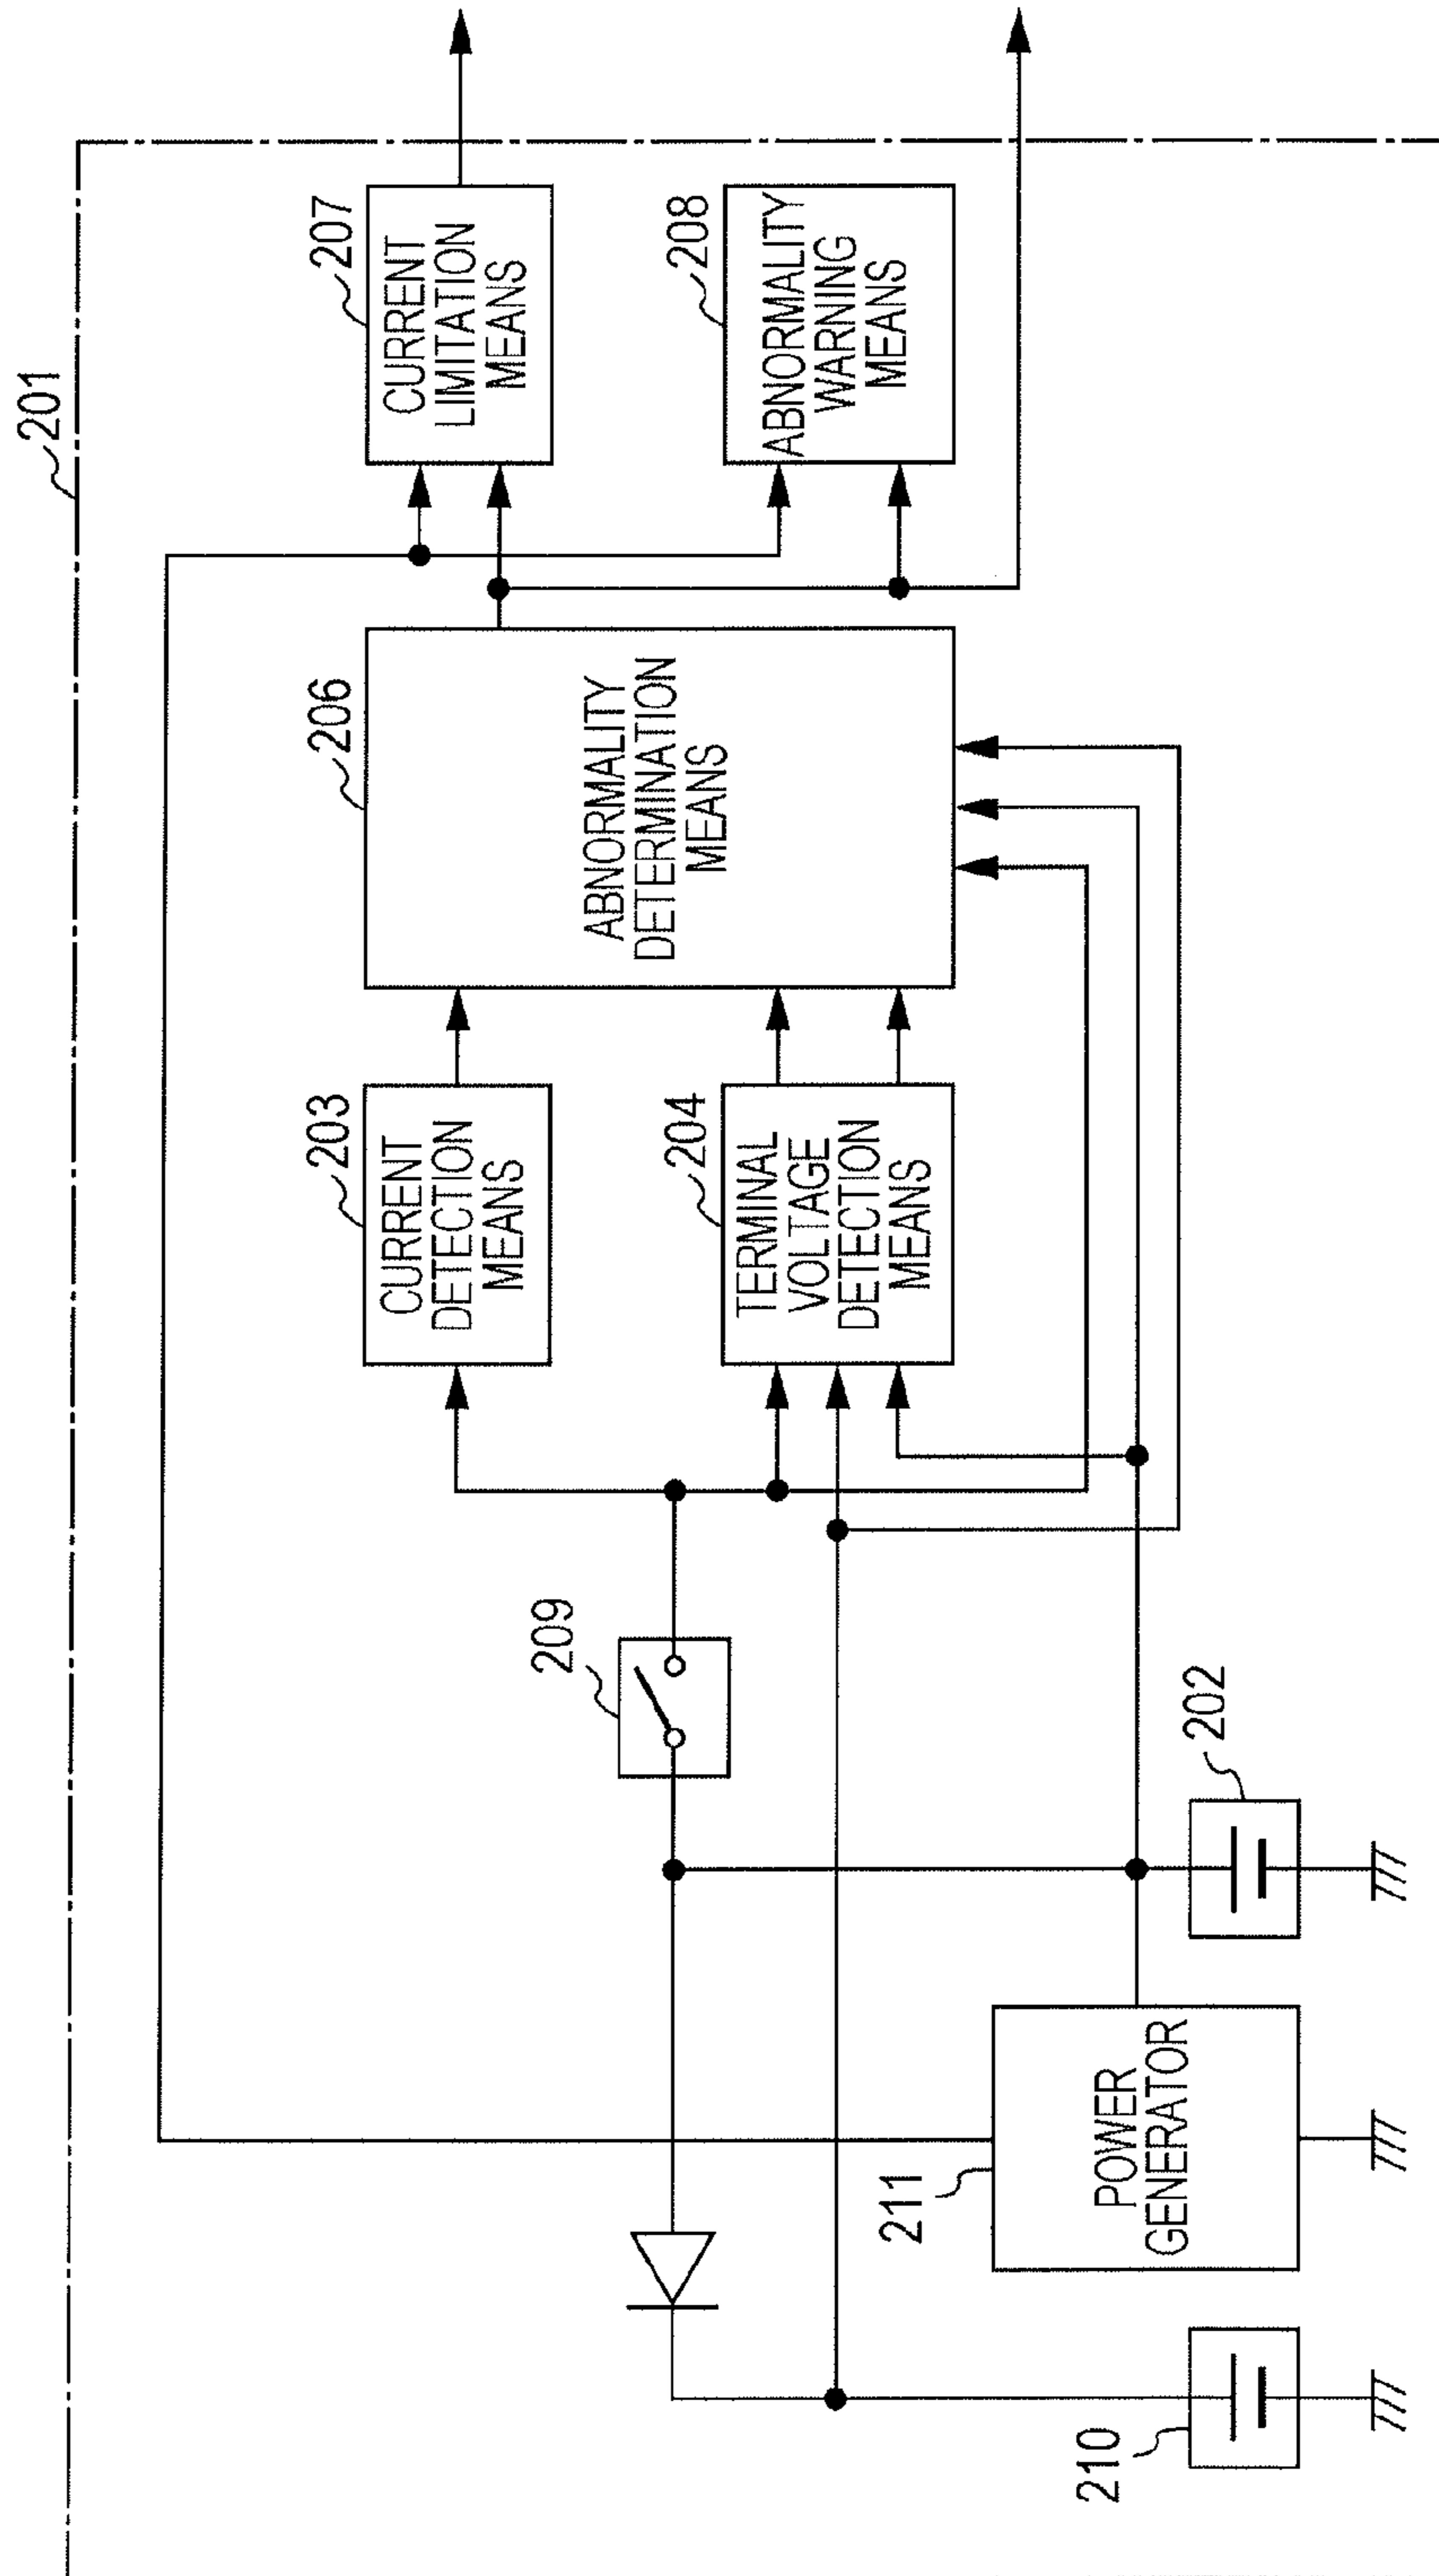 201
207
CURRENT
LIMITATION
MEANS
208
ABNORMALITY
WARNING
MEANS
206
ABNORMALITY
DETERMINATION
MEANS
203
CURRENT
DETECTION
MEANS
204
TERMINAL
VOLTAGE
DETECTION
MEANS
209
202
211
POWER
GENERATOR
210